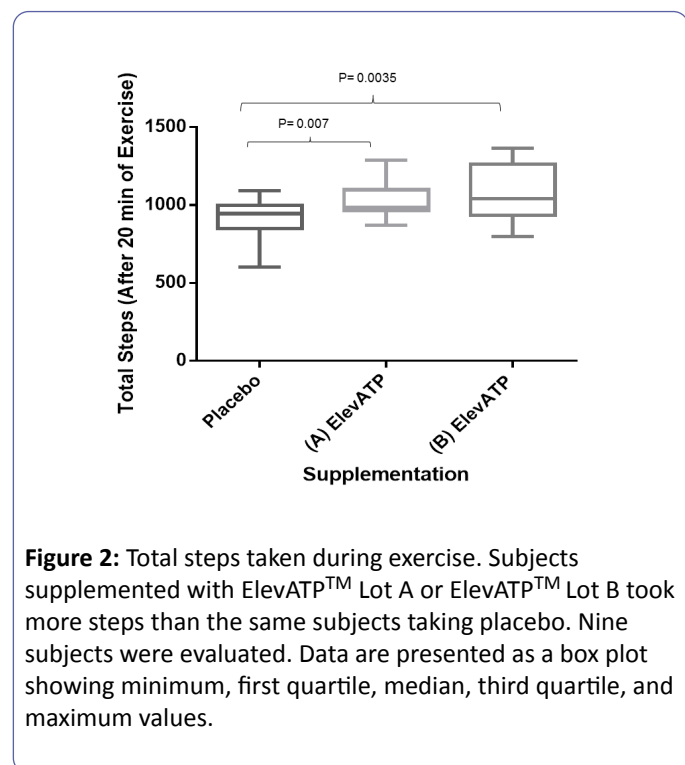 P= 0.0035
P= 0.007
Total Steps (After 20 min of Exercise)
1500
1000
500
0
Placebo
(A) ElevATP
(B) ElevATP
Supplementation
Figure 2: Total steps taken during exercise. Subjects
supplemented with ElevATP™ Lot A or ElevATP™ Lot B took
more steps than the same subjects taking placebo. Nine
subjects were evaluated. Data are presented as a box plot
showing minimum, first quartile, median, third quartile, and
maximum values.